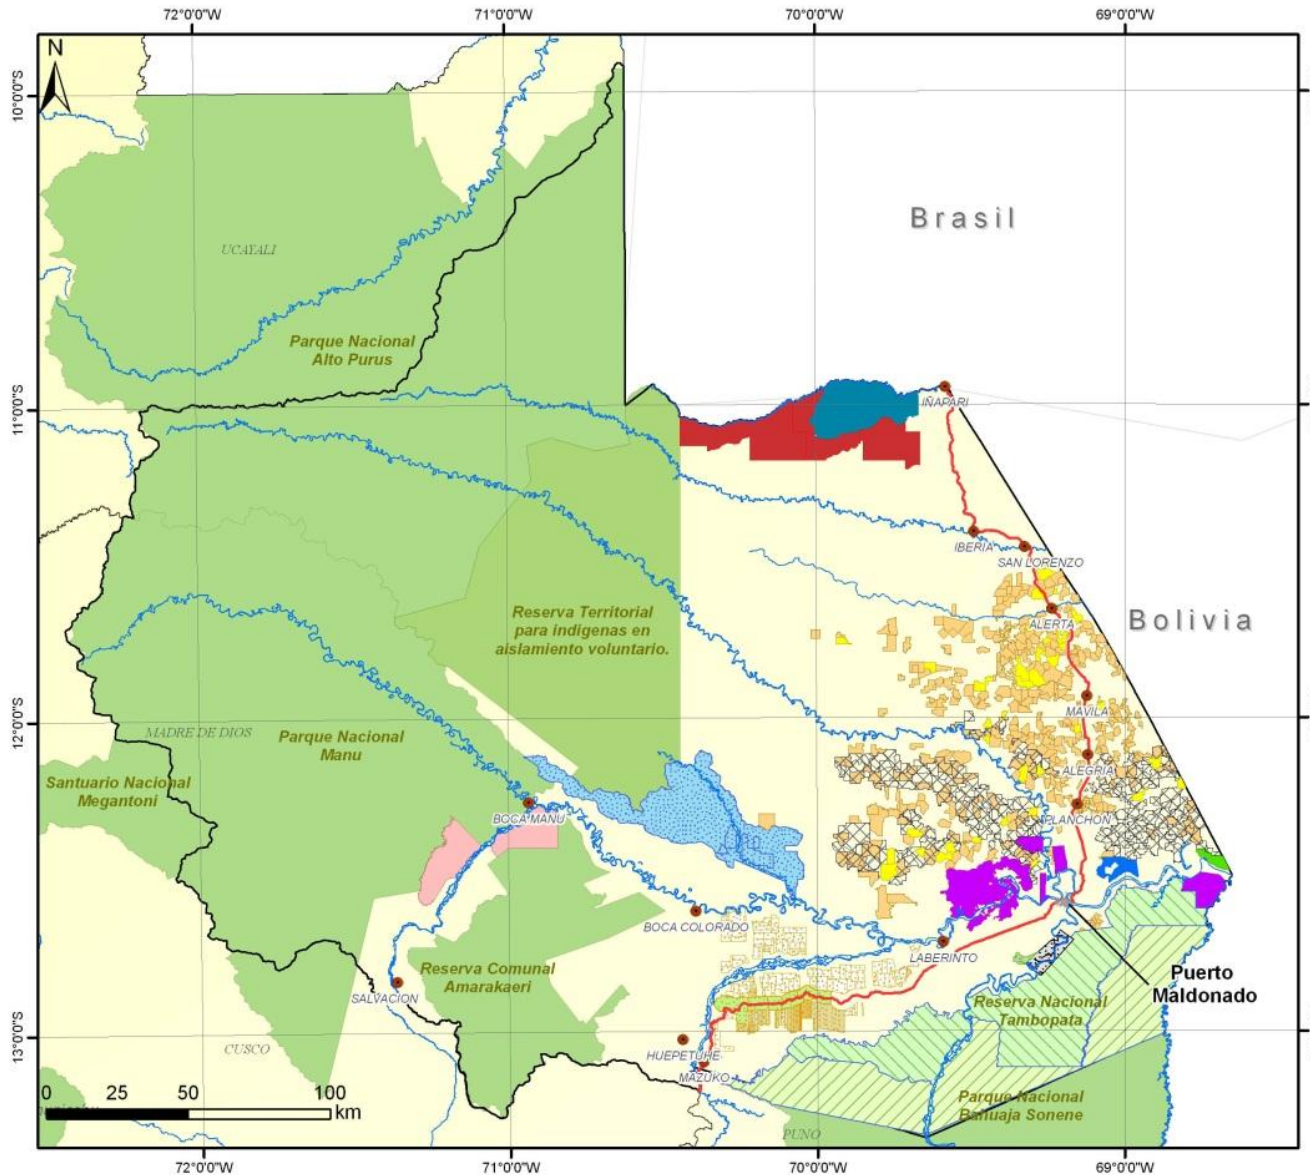 72°0'0"W
71°0'0"W
70°0'0"W
69°0'0"W
N
10°0'0"S
Brasil
UCAYALI
Parque Nacional
Alto Purus
11°0'0"S
IÑAPARI
IBERIA
SAN LORENZO
Reserva Territorial
para indigenas en
aislamiento voluntario.
ALERTA
Bolivia
MAVILA
12°0'0"S
MADRE DE DIOS
Parque Nacional
Manu
ALEGRIA
Santuario Nacional
Megantoni
BOCA MANU
PLANCHON
BOCA COLORADO
LABERINTO
Reserva Comunal
Amarakaeri
Puerto
Maldonado
SALVACION
Reserva Nacional
Tambopata
13°0'0"S
CUSCO
HUEPETUHE
MAZUKO
0 25 50 100
km
Parque Nacional
Bahuaja Sonene
PUNO
72°0'0"W
71°0'0"W
70°0'0"W
69°0'0"W